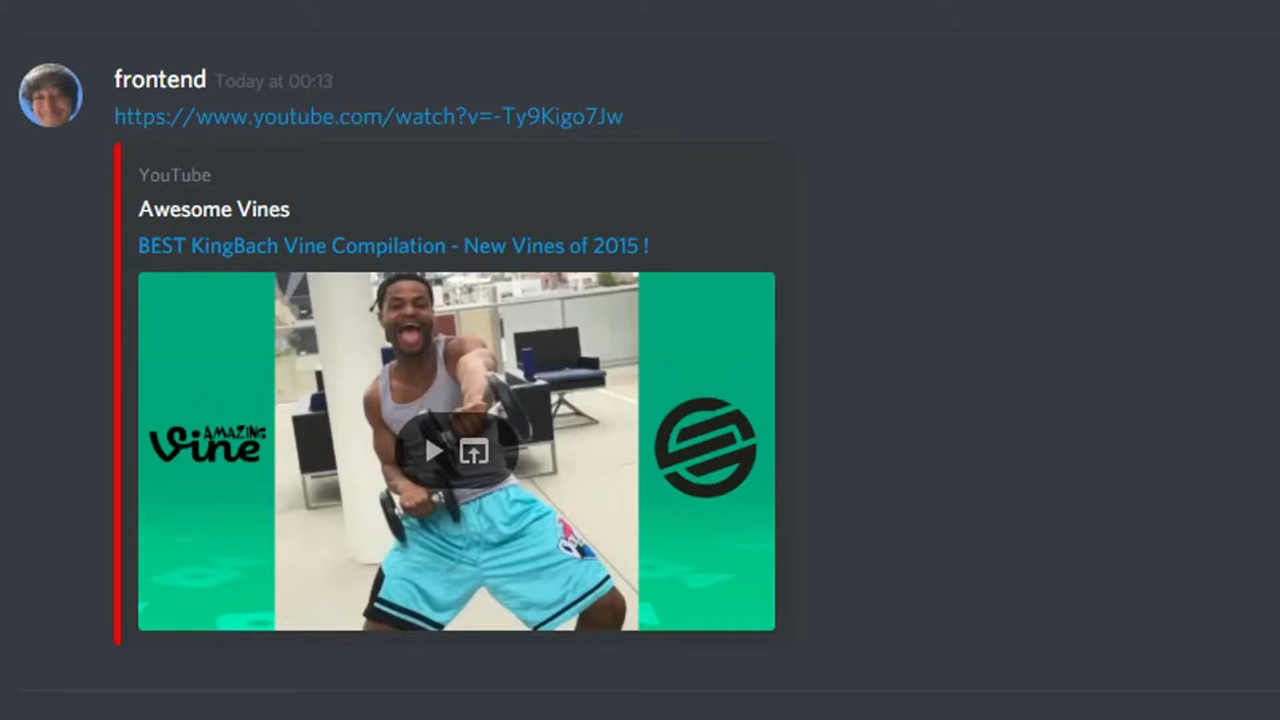 frontend Today at 00:13
https://www.youtube.com/watch?v=-Ty9Kigo7Jw
YouTube
Awesome Vines
BEST KingBach Vine Compilation - New Vines of 2015 !
AMAZING
Vine